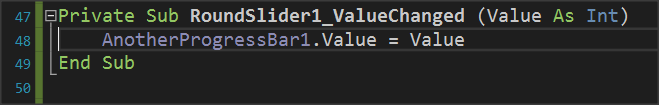 47 Private Sub RoundSlider1_ValueChanged (Value As Int)
48 AnotherProgressBar1.Value = Value
49 End Sub
50